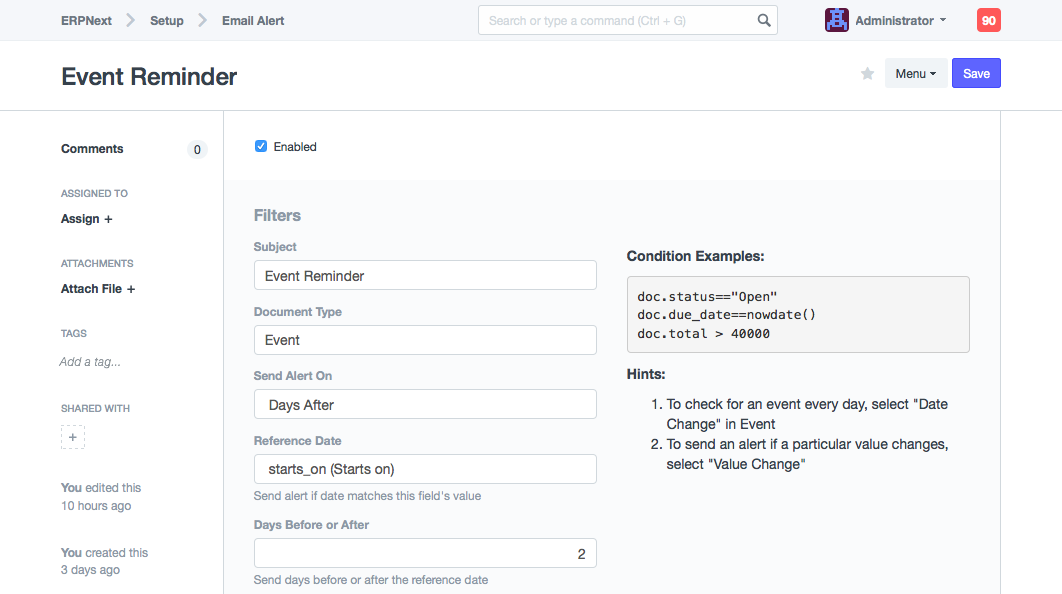 ERPNext Setup Email Alert Search or type a command (Ctrl + G) Administrator 90
Event Reminder Menu Save
Comments 0
ASSIGNED TO
Assign +
ATTACHMENTS
Attach File +
TAGS
Add a tag...
SHARED WITH
+
You edited this
10 hours ago
You created this
3 days ago
Enabled
Filters
Subject
Event Reminder
Document Type
Event
Send Alert On
Days After
Reference Date
starts_on (Starts on)
Send alert if date matches this field's value
Days Before or After
2
Send days before or after the reference date
Condition Examples:
doc.status=="Open"
doc.due_date==nowdate()
doc.total > 40000
Hints:
1. To check for an event every day, select "Date
Change" in Event
2. To send an alert if a particular value changes,
select "Value Change"